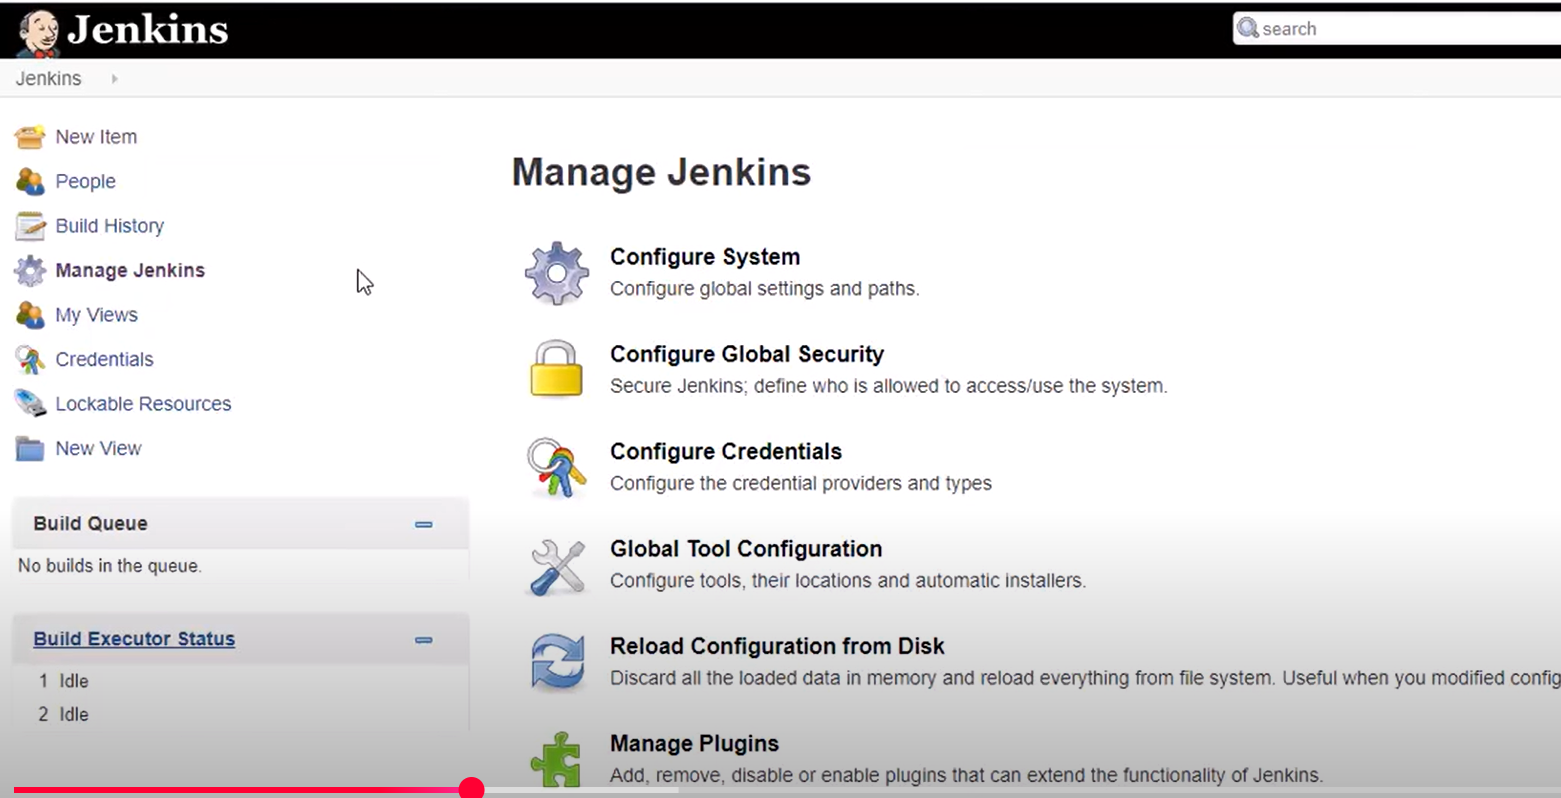 Jenkins
search
Jenkins
New Item
People
Build History
Manage Jenkins
My Views
Credentials
Lockable Resources
New View
Build Queue
No builds in the queue.
Build Executor Status
1 Idle
2 Idle
Manage Jenkins
Configure System
Configure global settings and paths.
Configure Global Security
Secure Jenkins; define who is allowed to access/use the system.
Configure Credentials
Configure the credential providers and types
Global Tool Configuration
Configure tools, their locations and automatic installers.
Reload Configuration from Disk
Discard all the loaded data in memory and reload everything from file system. Useful when you modified config
Manage Plugins
Add, remove, disable or enable plugins that can extend the functionality of Jenkins.